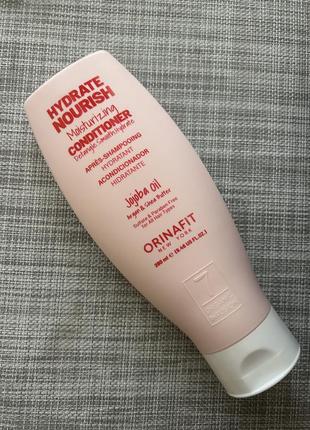 HYDRATE
NOURISH
Moisturizing
CONDITIONER
APRÈS-SHAMPOOING
HYDRATANT
ACONDICIONADOR
HIDRATANTE
Jojoba Oil
Argan & Shea Butter
Sulfate & Paraben Free
for All Hair Types
ORINAFIT
NEW YORK
7